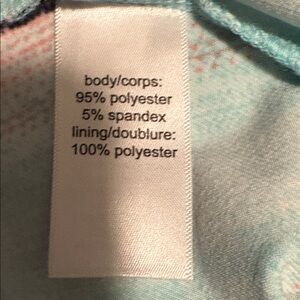 body/corps:
95% polyester
5% spandex
lining/doublure:
100% polyester